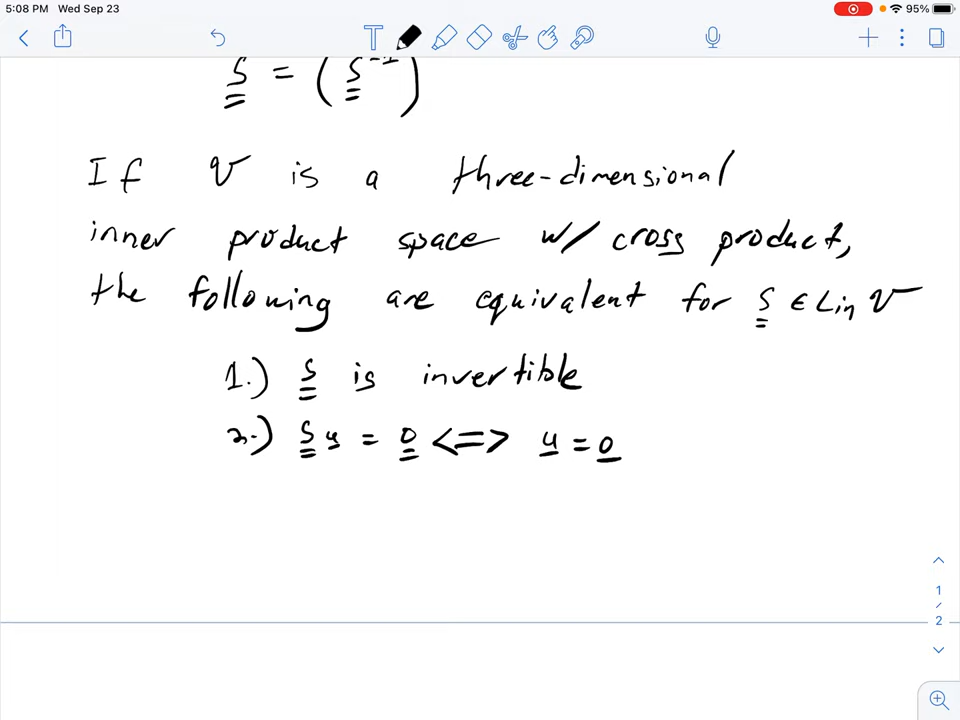 5:08 PM Wed Sep 23
95%
T
S = (S⁻¹)
If V is a three-dimensional
inner product space w/ cross product,
the following are equivalent for S ∈ Lin V
1.) S is invertible
2.) S u = 0 <=> u = 0
1
/
2